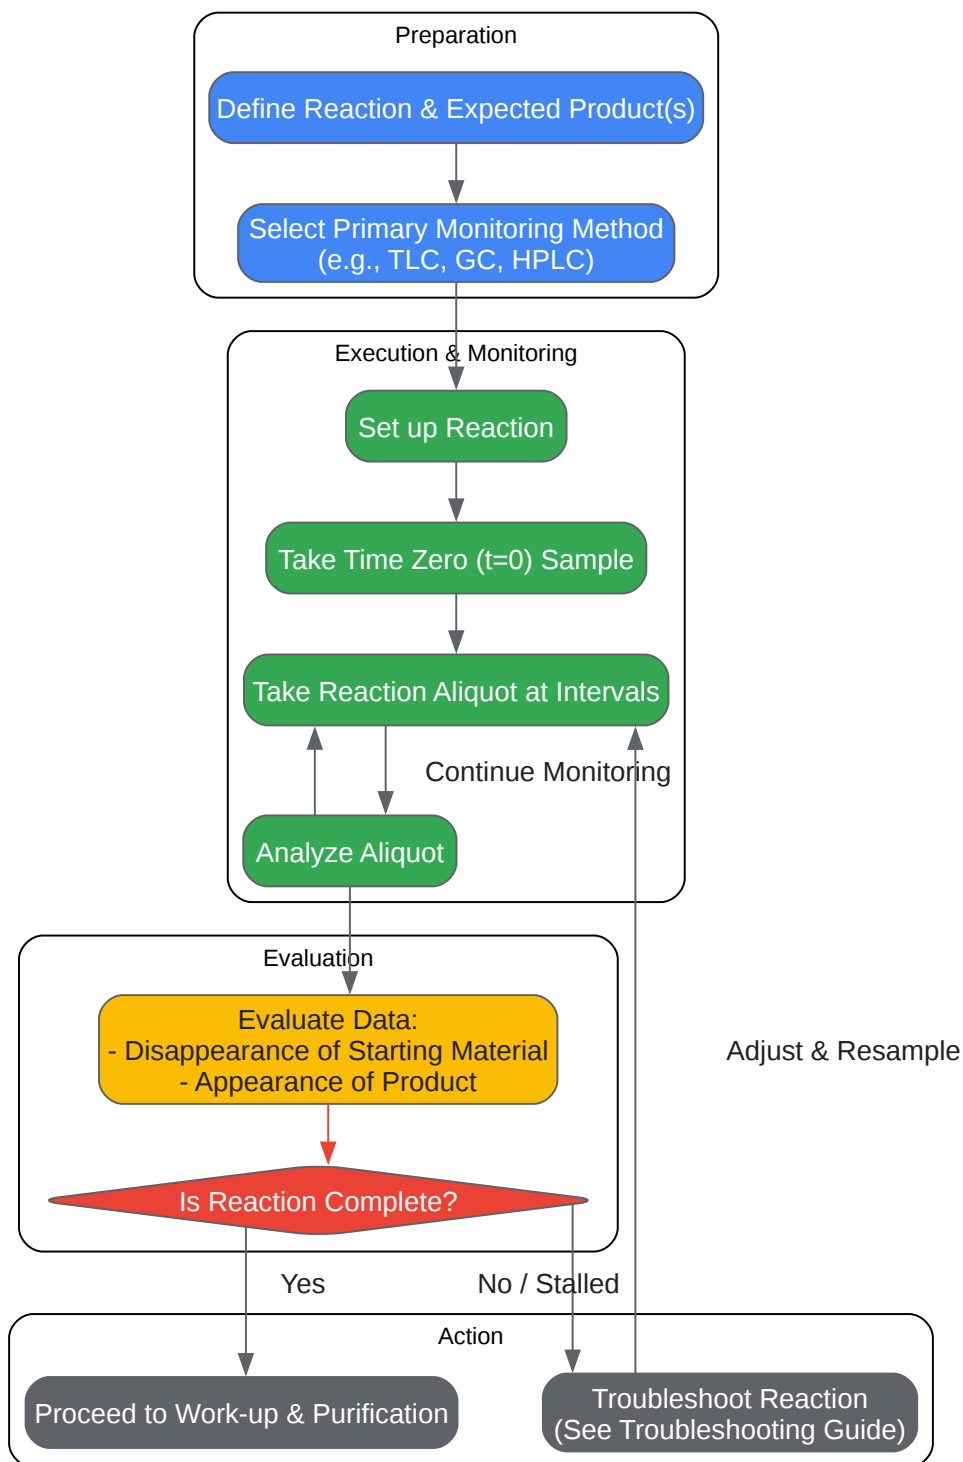 Preparation
Define Reaction & Expected Product(s)
Select Primary Monitoring Method
(e.g., TLC, GC, HPLC)
Execution & Monitoring
Set up Reaction
Take Time Zero (t=0) Sample
Take Reaction Aliquot at Intervals
Continue Monitoring
Analyze Aliquot
Evaluation
Evaluate Data:
- Disappearance of Starting Material
- Appearance of Product
Adjust & Resample
Is Reaction Complete?
Yes
No / Stalled
Action
Proceed to Work-up & Purification
Troubleshoot Reaction
(See Troubleshooting Guide)